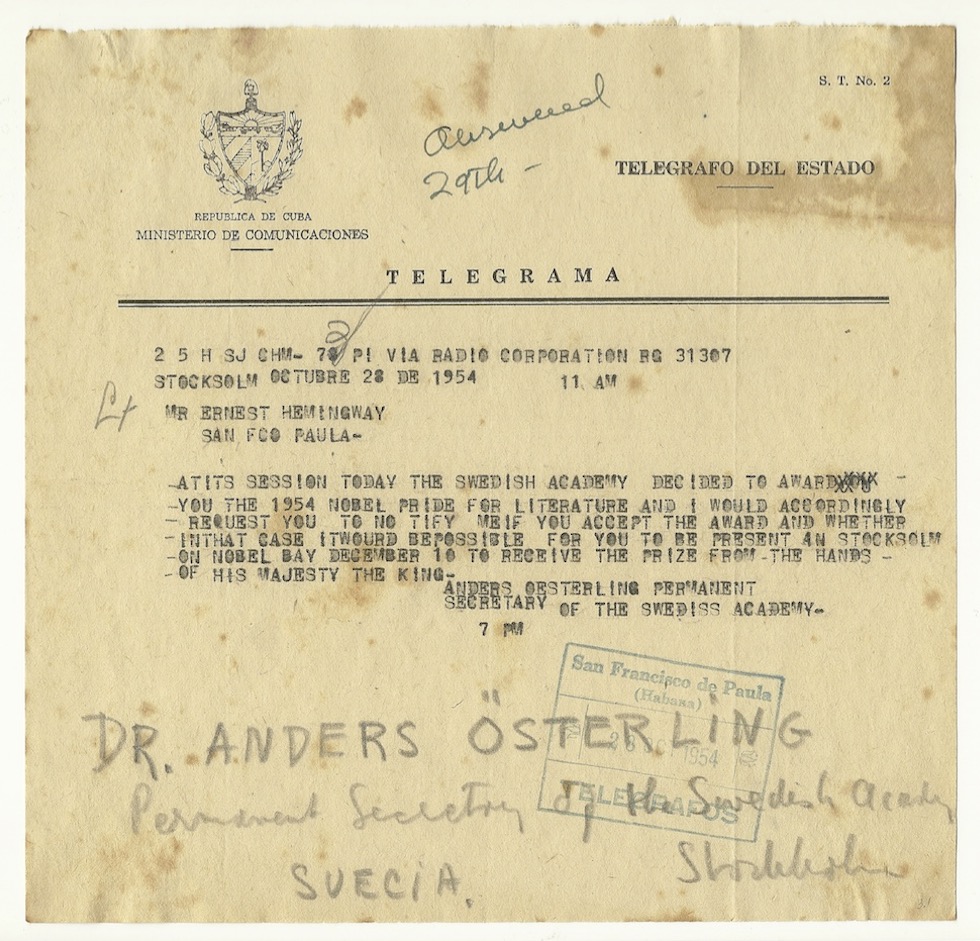 S. T. No. 2
Answered
29th -
TELEGRAFO DEL ESTADO
REPUBLICA DE CUBA
MINISTERIO DE COMUNICACIONES
TELEGRAMA
2 5 H SJ CHM- 78 PI VIA RADIO CORPORATION RG 31307
STOCKSOLM OCTUBRE 28 DE 1954 11 AM
MR ERNEST HEMINGWAY
SAN FCO PAULA-
-ATITS SESSION TODAY THE SWEDISH ACADEMY DECIDED TO AWARD -
-YOU THE 1954 NOBEL PRIDE FOR LITERATURE AND I WOULD ACCORDINGLY
- REQUEST YOU TO NO TIFY MEIF YOU ACCEPT THE AWARD AND WHETHER
-INTHAT CASE ITWOURD BEPOSSIBLE FOR YOU TO BE PRESENT IN STOCKSOLM
-ON NOBEL BAY DECEMBER 10 TO RECEIVE THE PRIZE FROM-THE HANDS -
-OF HIS MAJESTY THE KING-
ANDERS OESTERLING PERMANENT
SECRETARY OF THE SWEDISS ACADEMY-
7 PM
San Francisco de Paula
(Habana)
1954
TELEGRAFOS
DR. ANDERS ÖSTERLING
Permanent Secretary of the Swedish Academy
Stockholm
SUECIA.